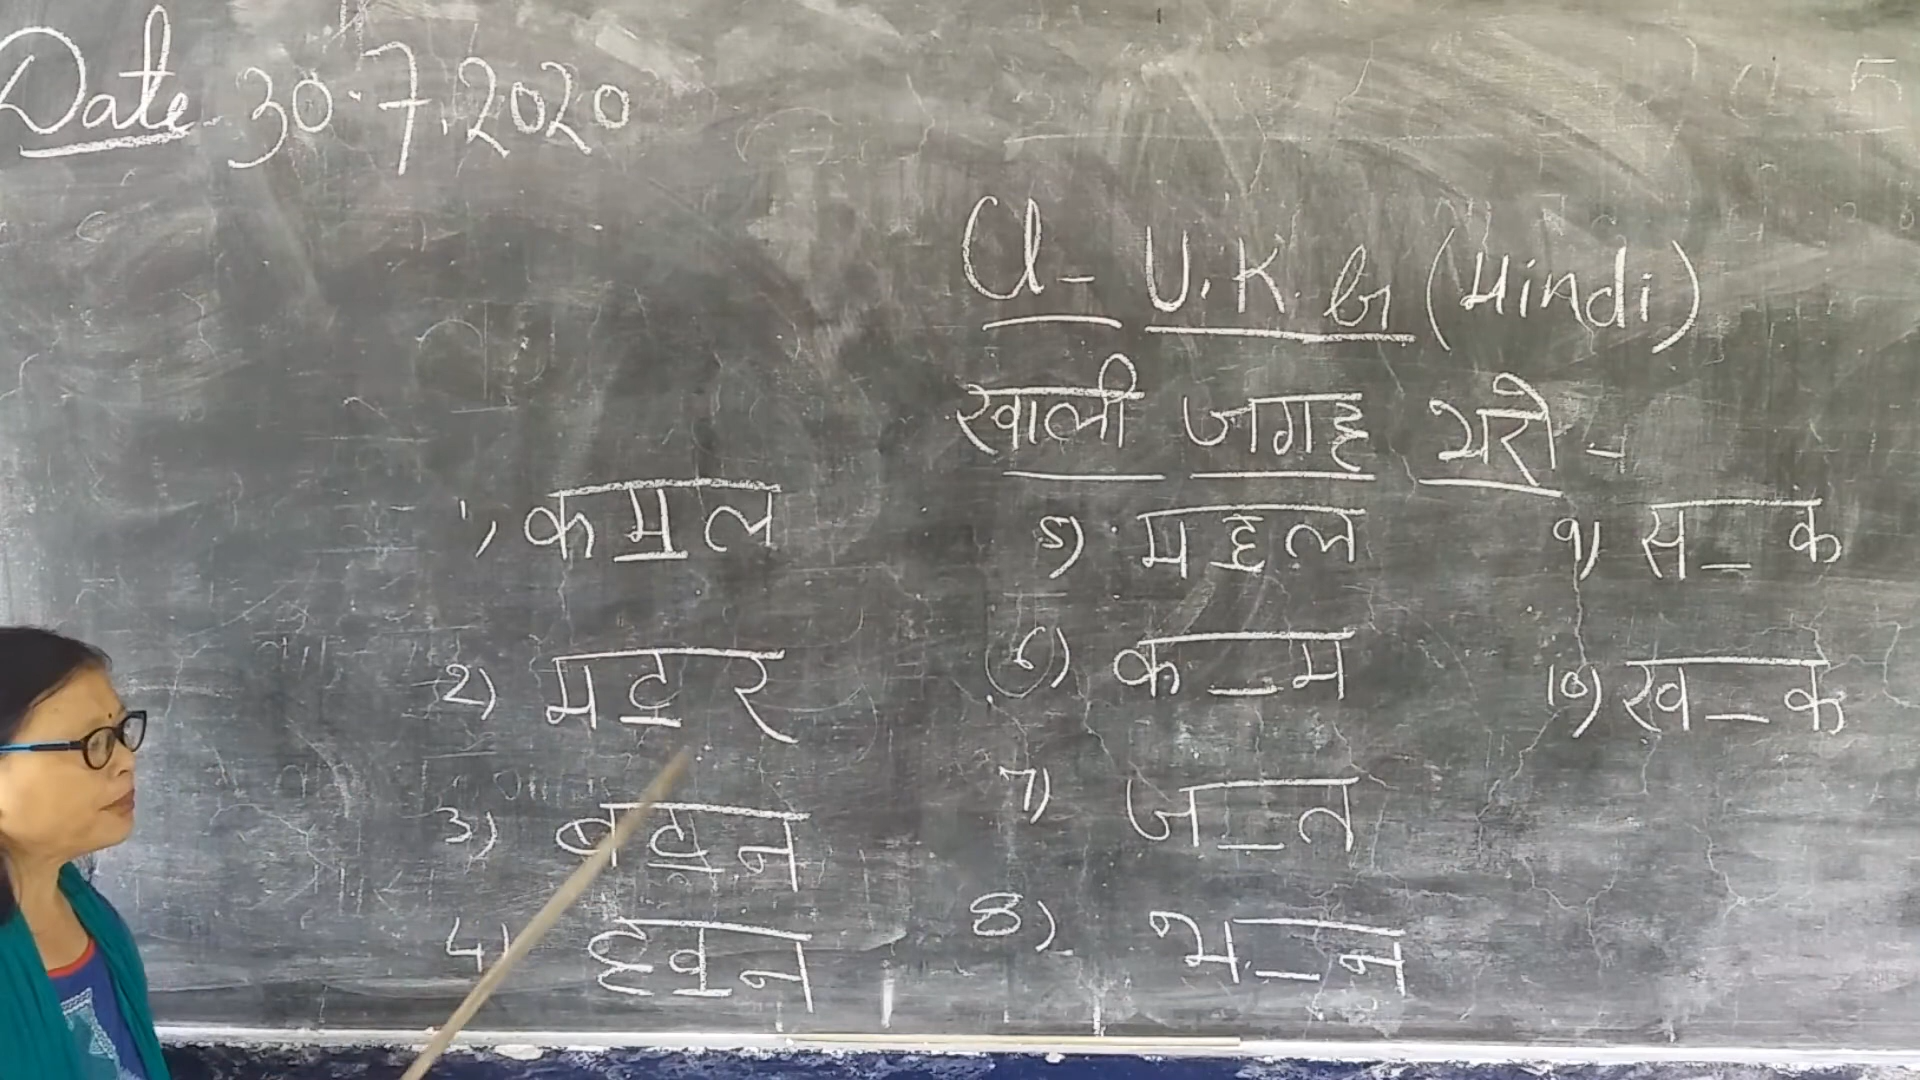 Date 30.7.2020
Cl - U.K.G (Hindi)
खाली जगह भरो -
1) कमल
2) मटर
3) बटन
4) हवन
5) महल
6) क_म
7) ज_त
8) भ_न
9) स_क
10) ख_क